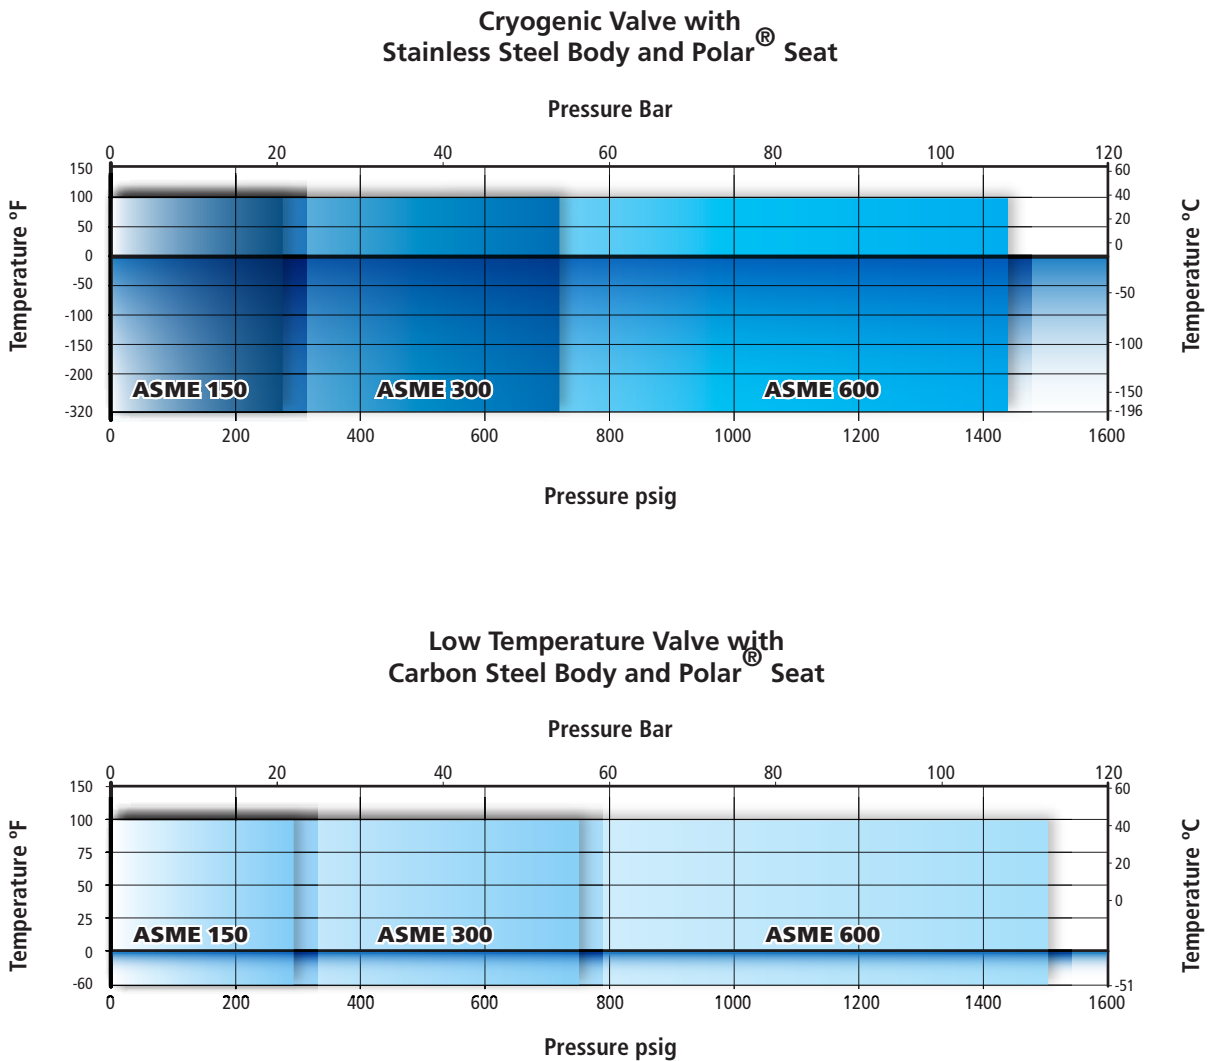 Cryogenic Valve with
Stainless Steel Body and Polar® Seat
Pressure Bar
0 20 40 60 80 100 120
150 60
100 40
50 20
0 0
-50 -50
-100 -100
-150
-200 -150
-320 -196
ASME 150 ASME 300 ASME 600
0 200 400 600 800 1000 1200 1400 1600
Temperature ºF
Temperature ºC
Pressure psig
Low Temperature Valve with
Carbon Steel Body and Polar® Seat
Pressure Bar
0 20 40 60 80 100 120
150 60
100 40
75 20
50 0
25
0
-60 -51
ASME 150 ASME 300 ASME 600
0 200 400 600 800 1000 1200 1400 1600
Temperature ºF
Temperature ºC
Pressure psig